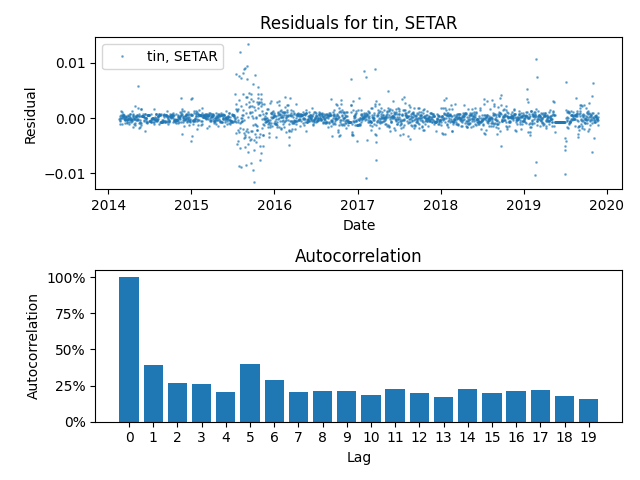 Residuals for tin, SETAR
tin, SETAR
0.01
0.00
−0.01
Residual
2014 2015 2016 2017 2018 2019 2020
Date
Autocorrelation
100%
75%
50%
25%
0%
Autocorrelation
0 1 2 3 4 5 6 7 8 9 10 11 12 13 14 15 16 17 18 19
Lag